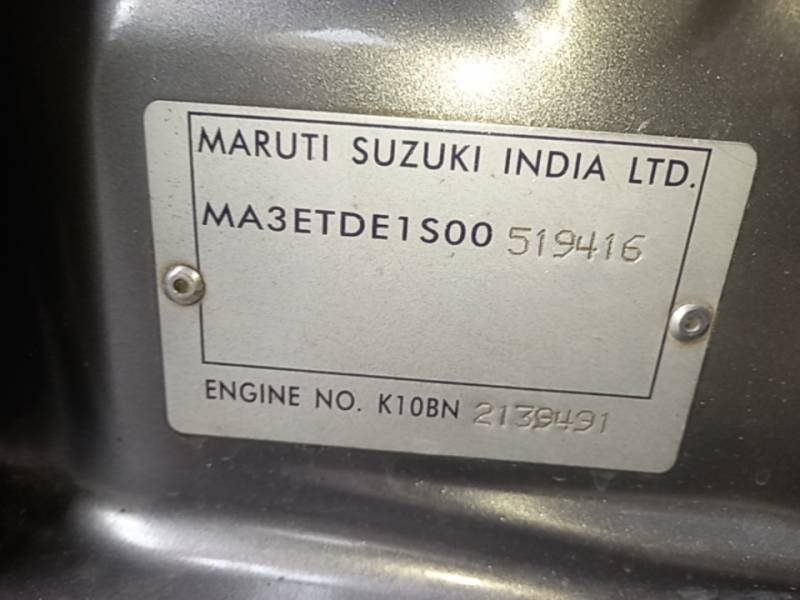 MARUTI SUZUKI INDIA LTD.
MA3ETDE1S00 519416
ENGINE NO. K10BN 2139491